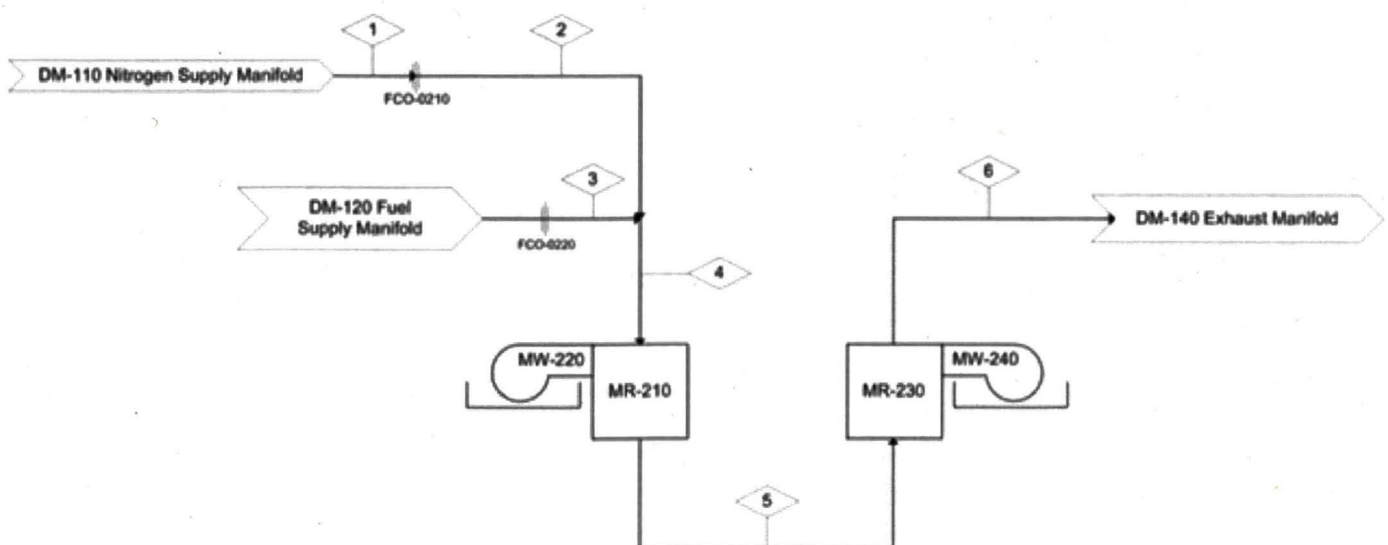 1
2
DM-110 Nitrogen Supply Manifold
FCO-0210
3
6
DM-120 Fuel
Supply Manifold
DM-140 Exhaust Manifold
FCO-0220
4
MW-220
MR-210
MR-230
MW-240
5